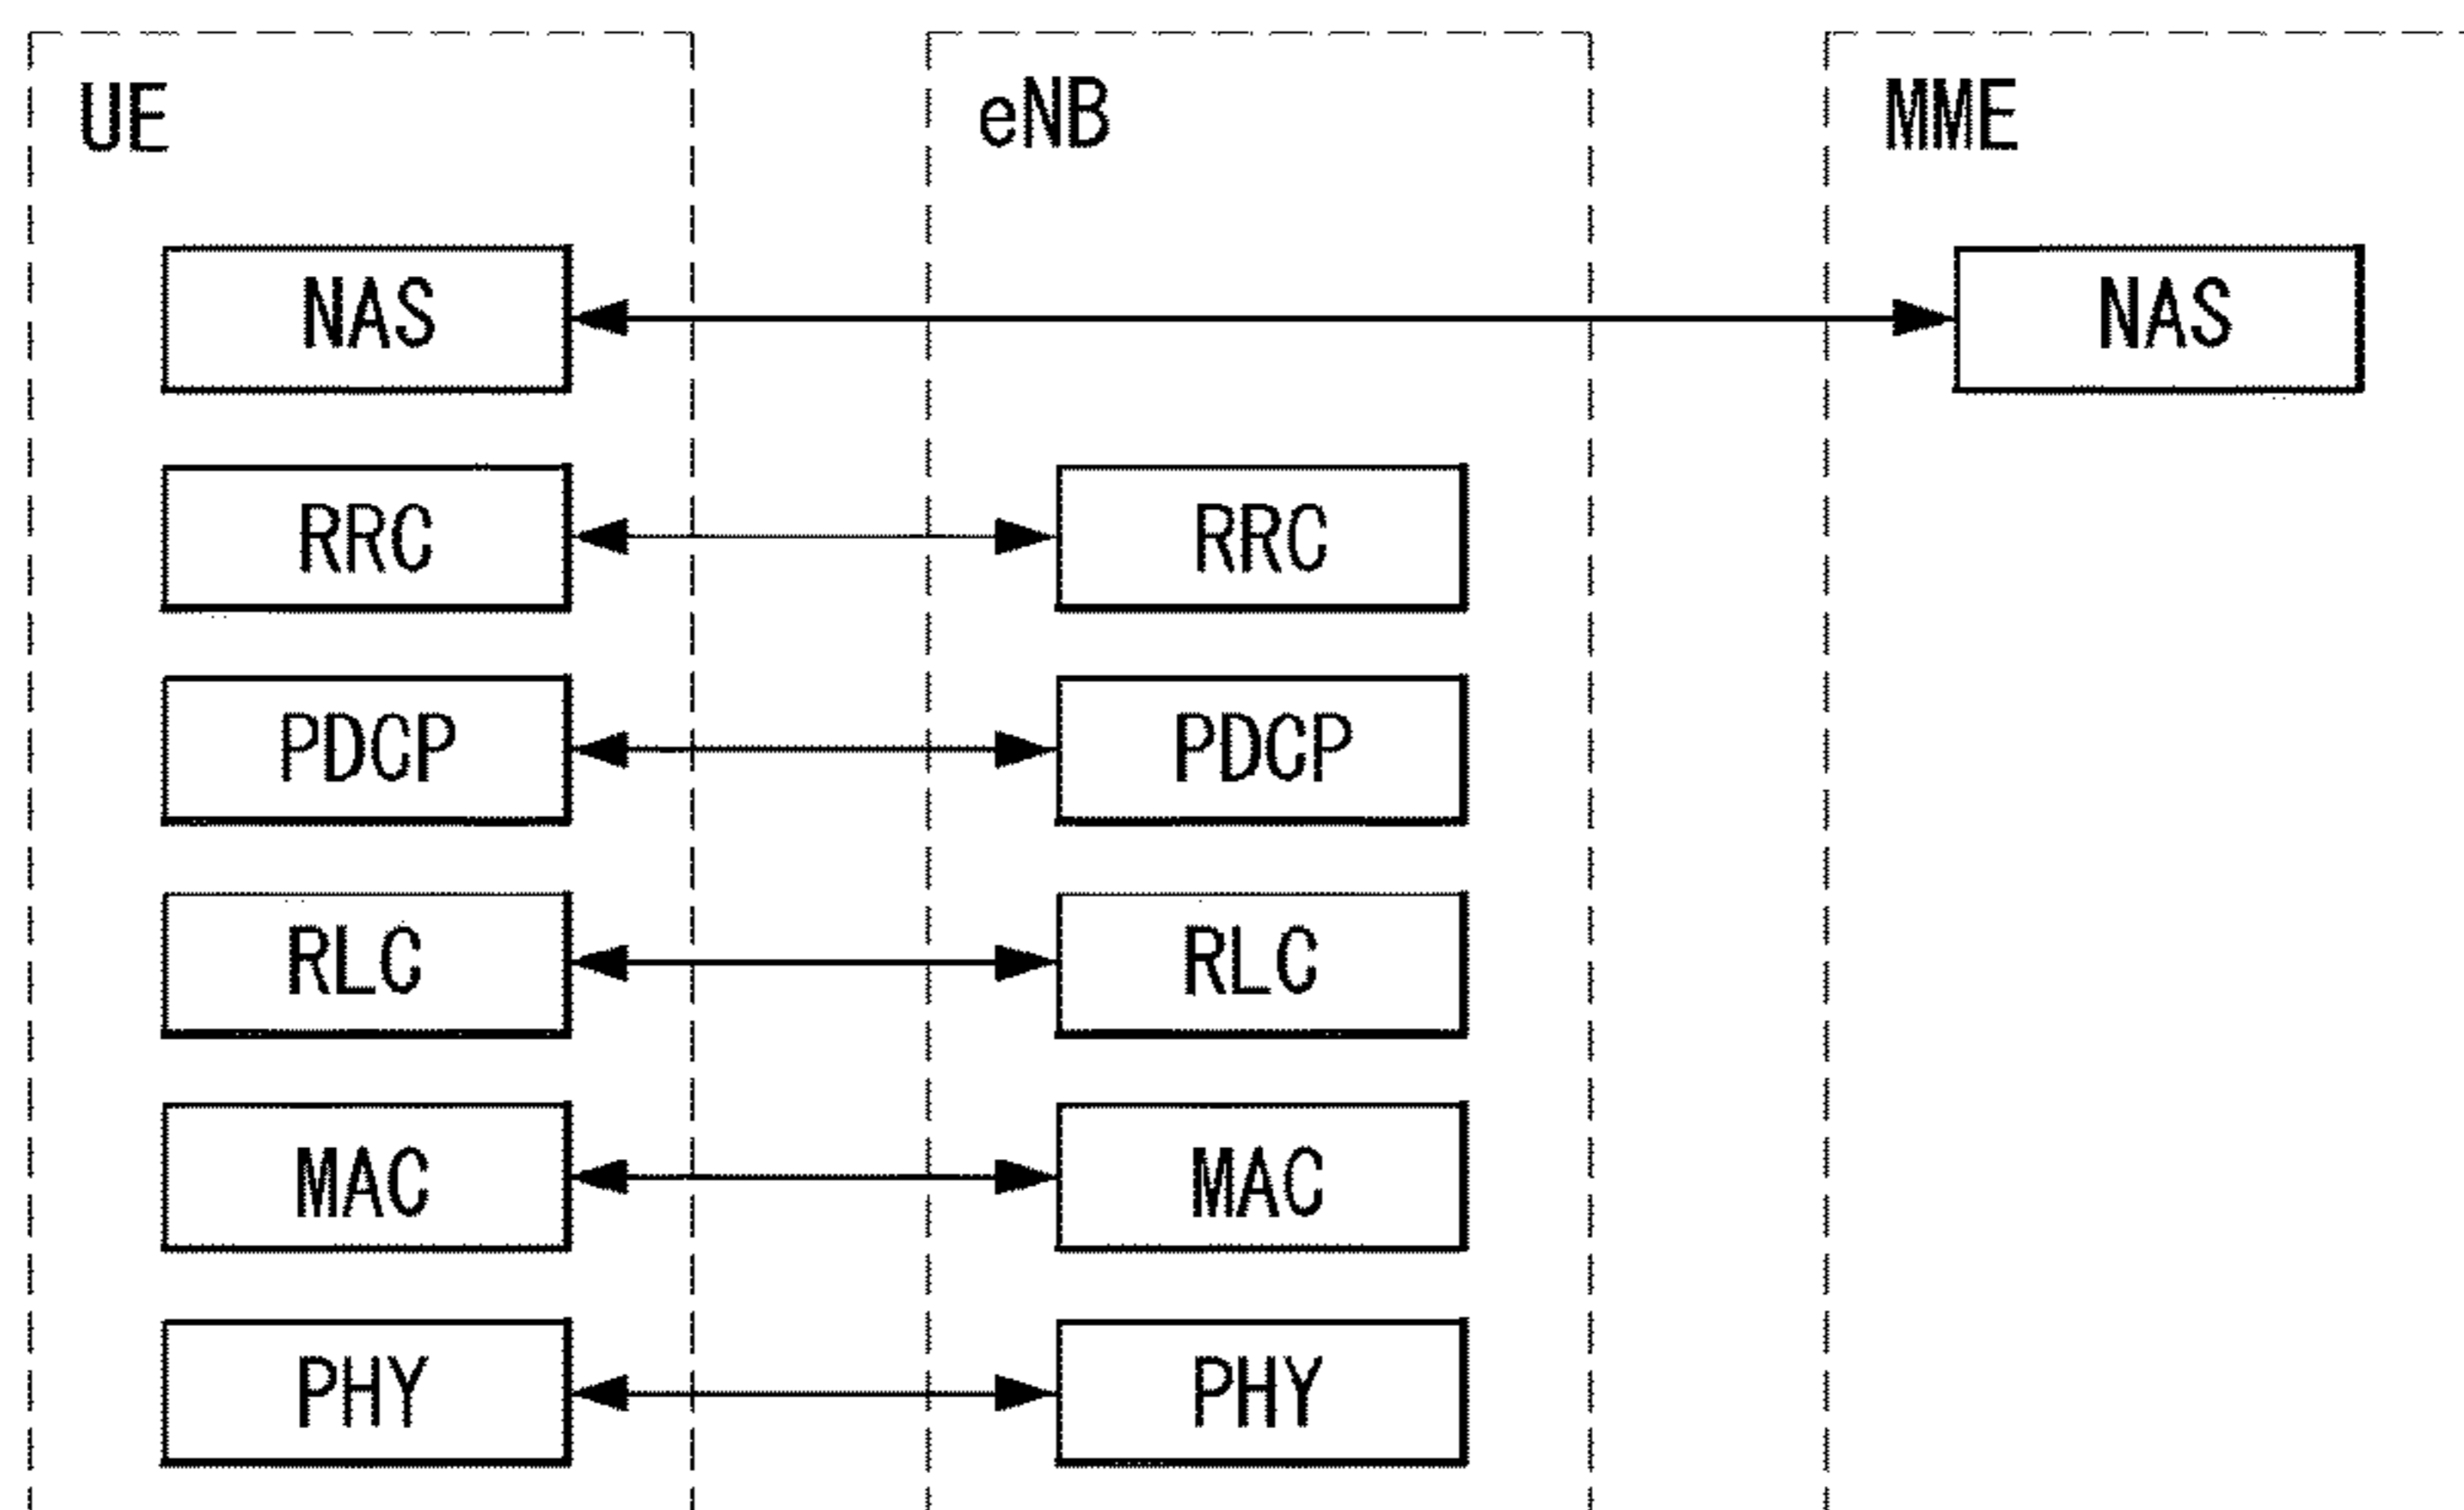 UE eNB MME
NAS NAS
RRC RRC
PDCP PDCP
RLC RLC
MAC MAC
PHY PHY